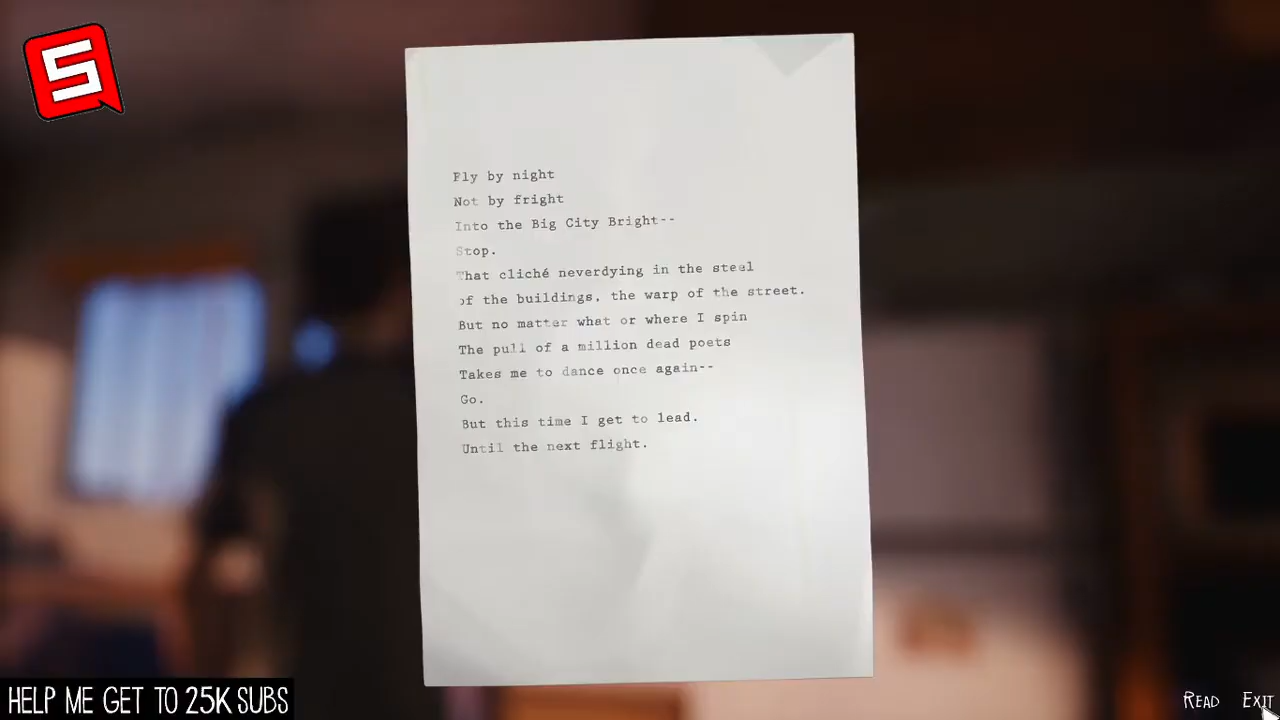 S
Fly by night
Not by fright
Into the Big City Bright--
Stop.
That cliché neverdying in the steel
of the buildings, the warp of the street.
But no matter what or where I spin
The pull of a million dead poets
Takes me to dance once again--
Go.
But this time I get to lead.
Until the next flight.
HELP ME GET TO 25K SUBS
READ EXIT